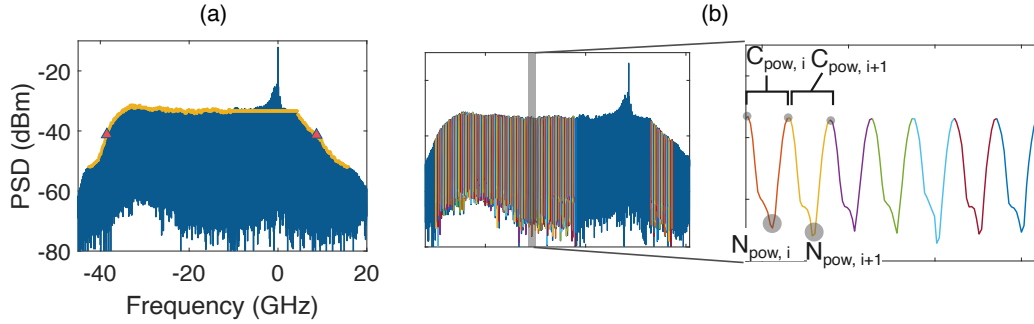 (a)
(b)
PSD (dBm)
-20
-40
-60
-80
-40
-20
0
20
Frequency (GHz)
C pow, i
C pow, i+1
N pow, i
N pow, i+1